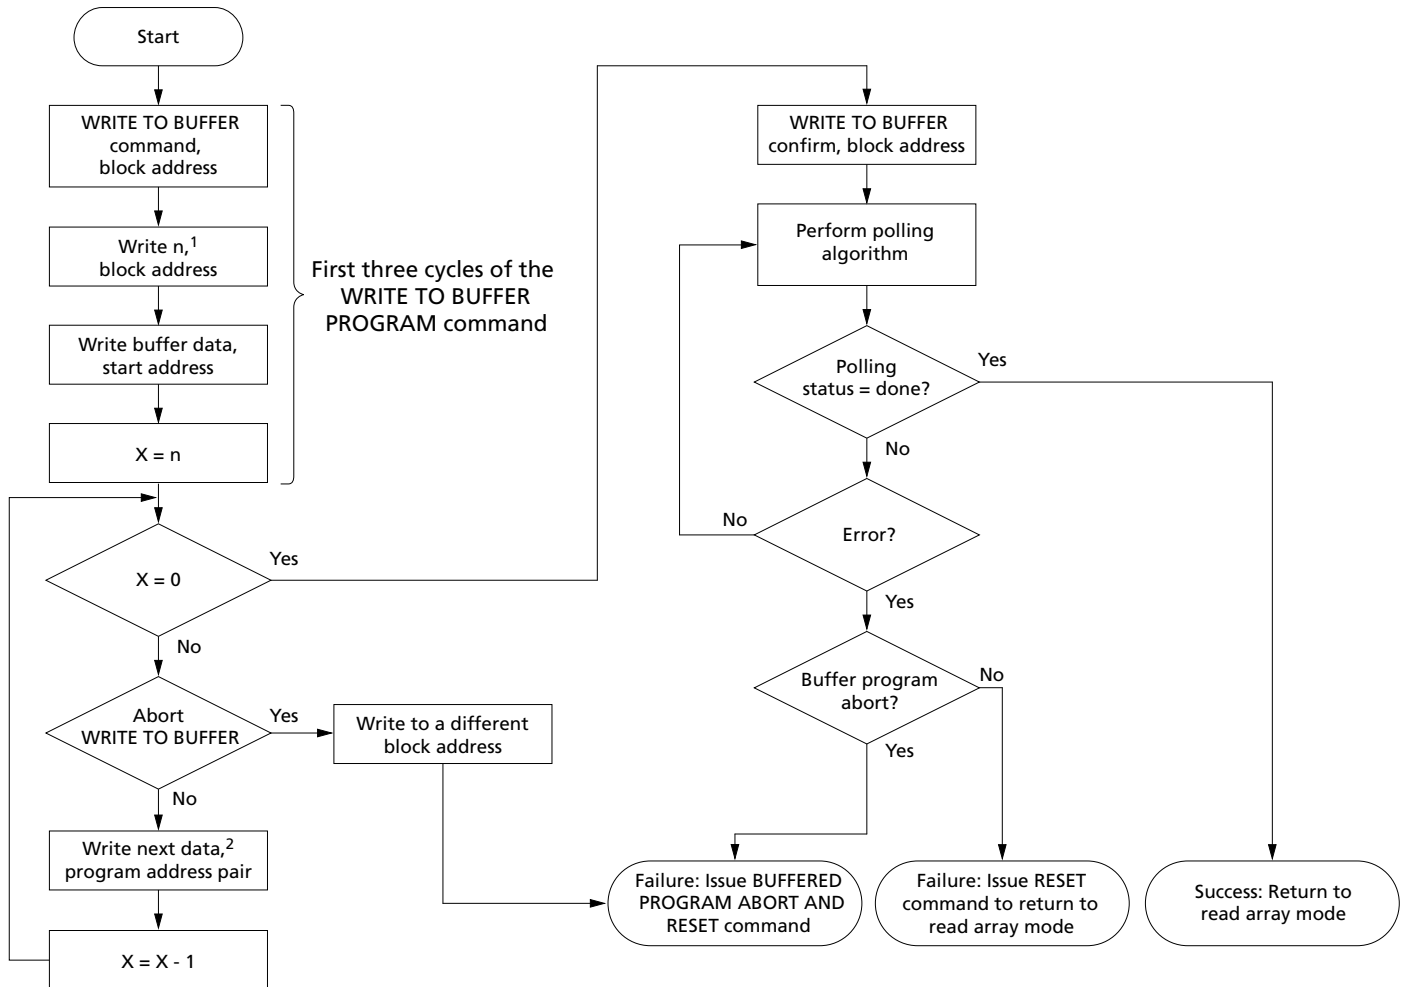 Start
WRITE TO BUFFER
command,
block address
Write n,1
block address
Write buffer data,
start address
X = n
First three cycles of the
WRITE TO BUFFER
PROGRAM command
X = 0
Yes
No
Abort
WRITE TO BUFFER
Yes
No
Write to a different
block address
Write next data,2
program address pair
X = X - 1
WRITE TO BUFFER
confirm, block address
Perform polling
algorithm
Polling
status = done?
Yes
No
Error?
No
Yes
Buffer program
abort?
No
Yes
Failure: Issue BUFFERED
PROGRAM ABORT AND
RESET command
Failure: Issue RESET
command to return to
read array mode
Success: Return to
read array mode